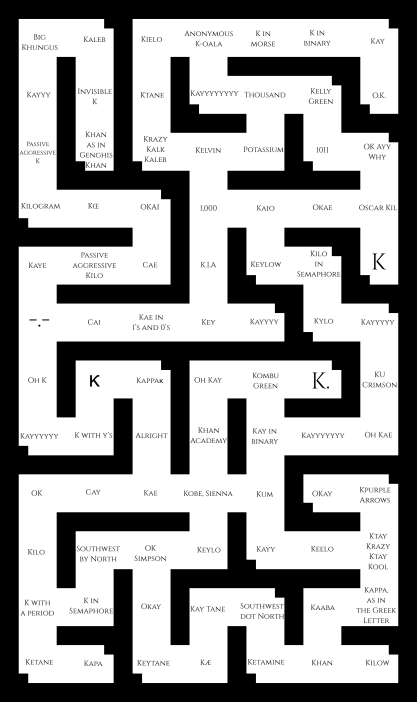 Big Khungus Kaleb Kielo Anonymous K-oala K in Morse K in Binary Kay
Kayyy Invisible K Ktane Kayyyyyyyyy Thousand Kelly Green O.K.
Passive Aggressive K Khan as in Genghis Khan Krazy Kalk Kaleb Kelvin Potassium 1011 Ok Ayy Why
Kilogram Kœ Okai 1,000 Kaio Okae Oscar Kil
Kaye Passive Aggressive Kilo Cae K.I.A Keylow Kilo in Semaphore K
–.– Cai Kae in 1's and 0's Key Kayyyy Kylo Kayyyyy
Oh K K Kappaκ Oh Kay Kombu Green K. Ku Crimson
Kayyyyyy K with Y's Alright Khan Academy Kay in Binary Kayyyyyyy Oh Kae
OK Cay Kae Kobe, Sienna Kum Okay Kpurple Arrows
Kilo Southwest by North OK Simpson Keylo Kayy Keelo Ktay Krazy Ktay Kool
K with a period K in Semaphore Okay Kay Tane Southwest dot North Kaaba Kappa, as in the Greek Letter
Ketane Kapa Keytane Kæ Ketamine Khan Kilow